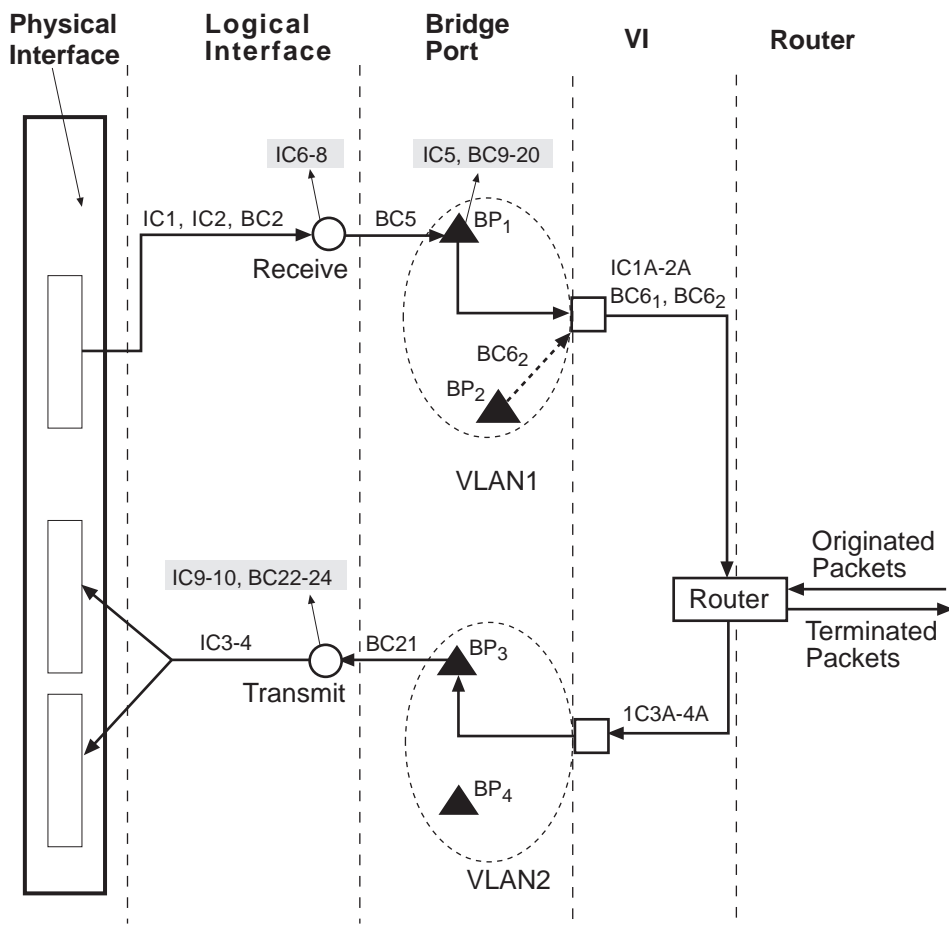 Physical
Interface
Logical
Interface
Bridge
Port
VI
Router
IC6-8
IC5, BC9-20
IC1, IC2, BC2
BC5
BP1
Receive
IC1A-2A
BC61, BC62
BC62
BP2
VLAN1
Originated
Packets
IC9-10, BC22-24
Router
Terminated
Packets
IC3-4
BC21
BP3
Transmit
1C3A-4A
BP4
VLAN2